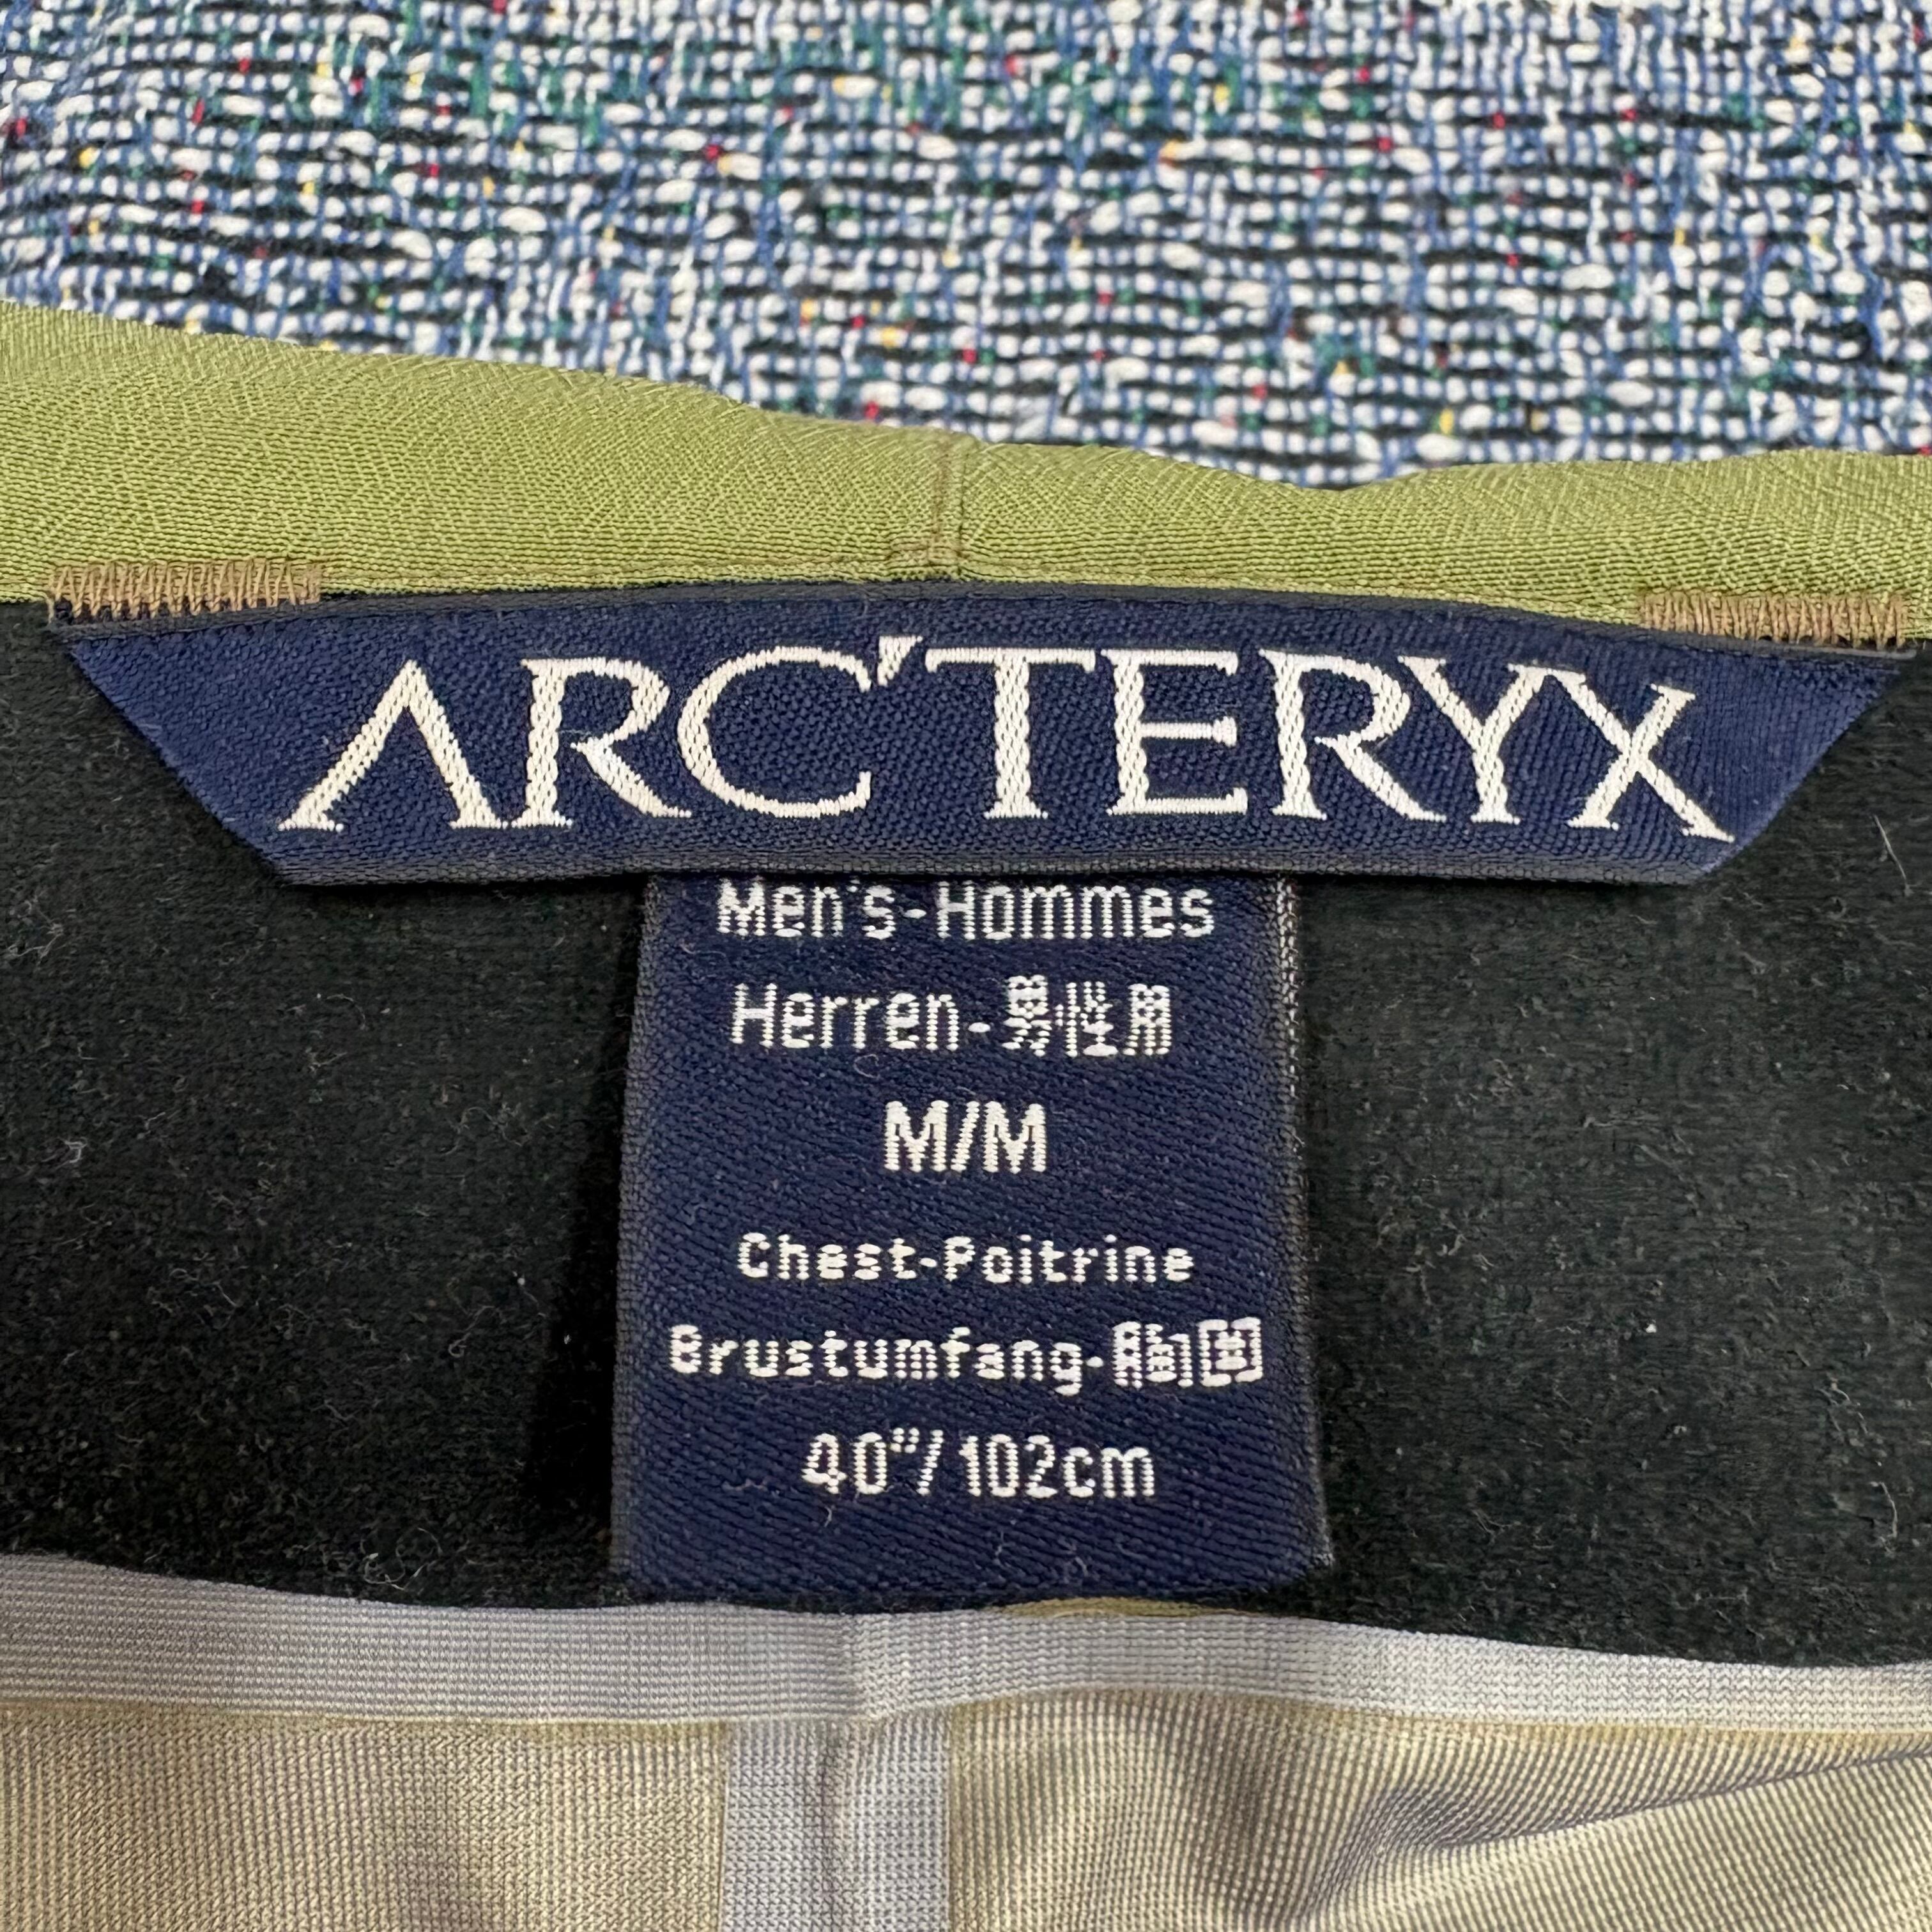 ARC'TERYX
Men's-Hommes
Herren-男性用
M/M
Chest-Poitrine
Brustumfang-胸囲
40"/102cm